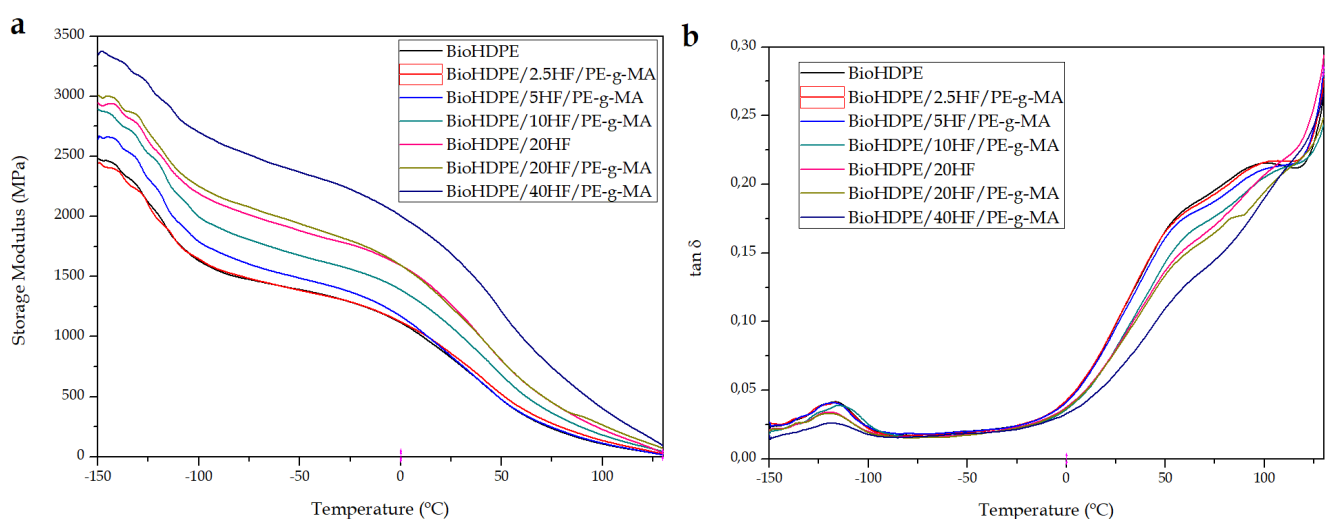 a
3500
3000
2500
2000
1500
1000
500
0
Storage Modulus (MPa)
BioHDPE
BioHDPE/2.5HF/PE-g-MA
BioHDPE/5HF/PE-g-MA
BioHDPE/10HF/PE-g-MA
BioHDPE/20HF
BioHDPE/20HF/PE-g-MA
BioHDPE/40HF/PE-g-MA
-150 -100 -50 0 50 100
Temperature (ºC)
b
0,30
0,25
0,20
0,15
0,10
0,05
0,00
tan δ
BioHDPE
BioHDPE/2.5HF/PE-g-MA
BioHDPE/5HF/PE-g-MA
BioHDPE/10HF/PE-g-MA
BioHDPE/20HF
BioHDPE/20HF/PE-g-MA
BioHDPE/40HF/PE-g-MA
-150 -100 -50 0 50 100
Temperature (ºC)